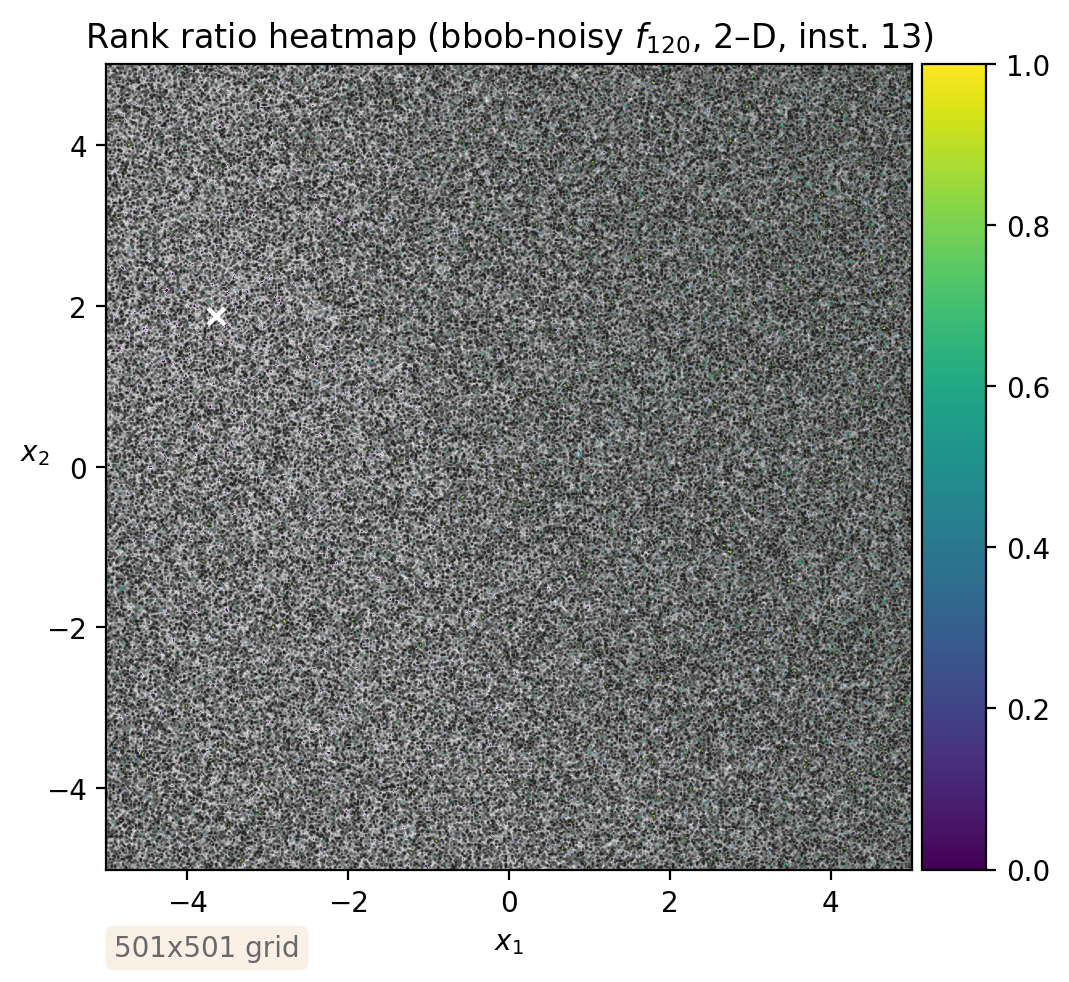 Rank ratio heatmap (bbob-noisy f120, 2–D, inst. 13)
1.0
0.8
0.6
0.4
0.2
0.0
4
2
0
−2
−4
x2
−4 −2 0 2 4
x1
501x501 grid